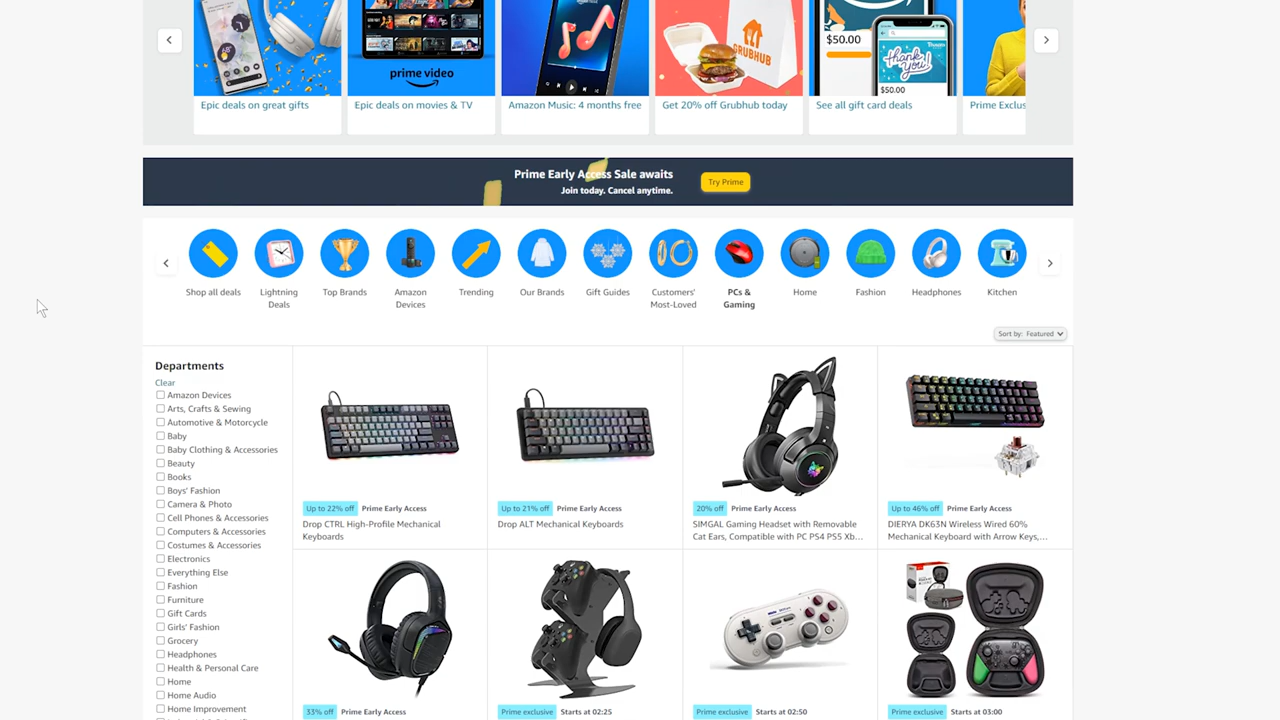 $50.00
prime video
GRUBHUB
Thank
You!
$50.00
Epic deals on great gifts
Epic deals on movies & TV
Amazon Music: 4 months free
Get 20% off Grubhub today
See all gift card deals
Prime Exclus
Prime Early Access Sale awaits
Join today. Cancel anytime.
Try Prime
Shop all deals
Lightning
Deals
Top Brands
Amazon
Devices
Trending
Our Brands
Gift Guides
Customers'
Most-Loved
PCs &
Gaming
Home
Fashion
Headphones
Kitchen
Sort by: Featured
Departments
Clear
Amazon Devices
Arts, Crafts & Sewing
Automotive & Motorcycle
Baby
Baby Clothing & Accessories
Beauty
Books
Boys' Fashion
Camera & Photo
Cell Phones & Accessories
Computers & Accessories
Costumes & Accessories
Electronics
Everything Else
Fashion
Furniture
Gift Cards
Girls' Fashion
Grocery
Headphones
Health & Personal Care
Home
Home Audio
Home Improvement
Up to 22% off Prime Early Access
Drop CTRL High-Profile Mechanical
Keyboards
Up to 21% off Prime Early Access
Drop ALT Mechanical Keyboards
20% off Prime Early Access
SIMGAL Gaming Headset with Removable
Cat Ears, Compatible with PC PS4 PS5 Xb...
Up to 46% off Prime Early Access
DIERYA DK63N Wireless Wired 60%
Mechanical Keyboard with Arrow Keys,...
33% off Prime Early Access
Prime exclusive Starts at 02:25
Prime exclusive Starts at 02:50
Prime exclusive Starts at 03:00